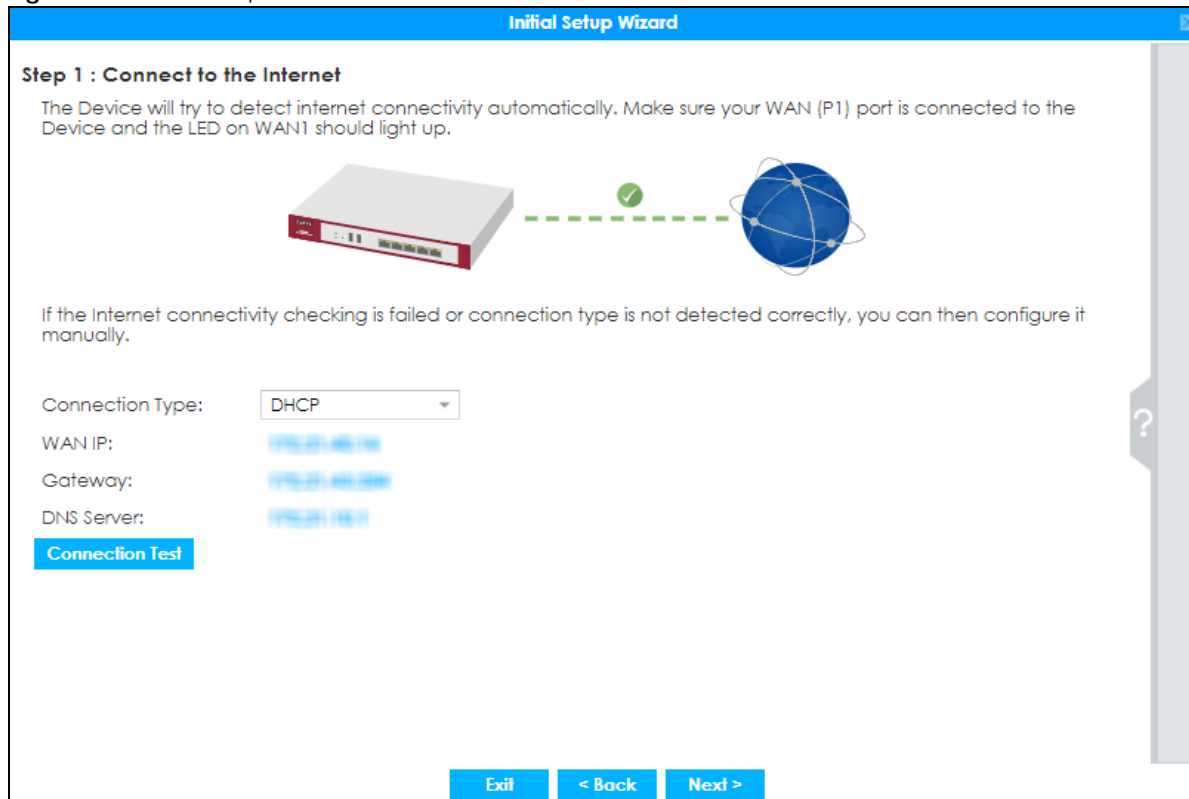 Initial Setup Wizard
Step 1 : Connect to the Internet
The Device will try to detect internet connectivity automatically. Make sure your WAN (P1) port is connected to the
Device and the LED on WAN1 should light up.
If the Internet connectivity checking is failed or connection type is not detected correctly, you can then configure it
manually.
Connection Type: DHCP
WAN IP:
Gateway:
DNS Server:
Connection Test
?
Exit < Back Next >